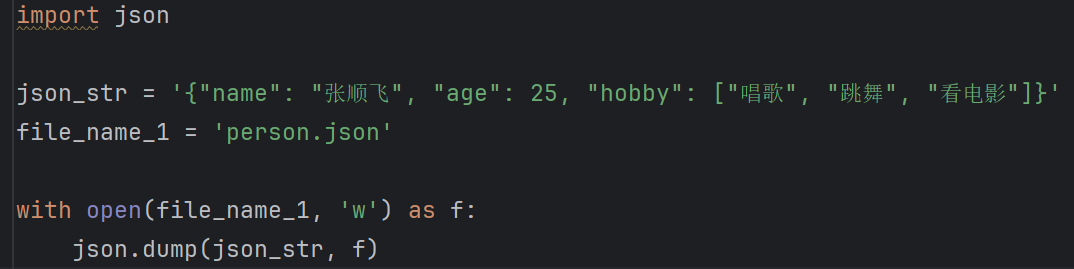 import json
json_str = '{"name": "张顺飞", "age": 25, "hobby": ["唱歌", "跳舞", "看电影"]}'
file_name_1 = 'person.json'
with open(file_name_1, 'w') as f:
    json.dump(json_str, f)